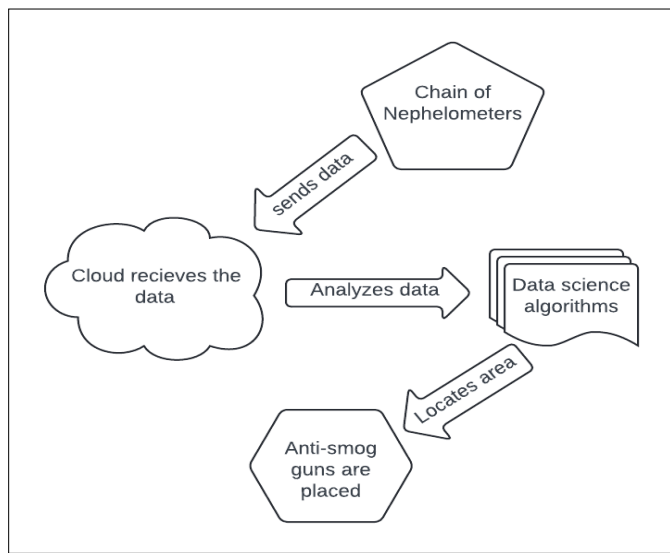 Chain of
Nephelometers
sends data
Cloud recieves the
data
Analyzes data
Data science
algorithms
Locates area
Anti-smog
guns are
placed